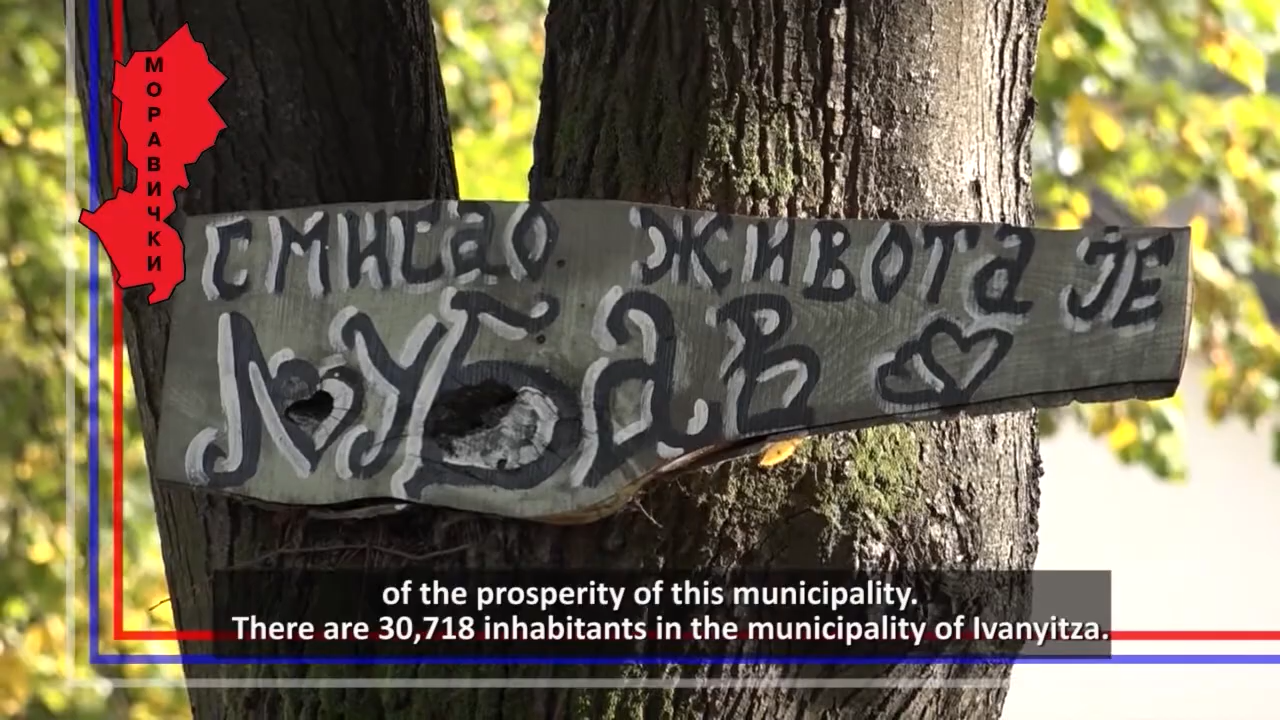 МОРАВИЧКИ
СМИСаО ЖИВОТа ЈЕ
ЉУБаВ
of the prosperity of this municipality.
There are 30,718 inhabitants in the municipality of Ivanyitza.